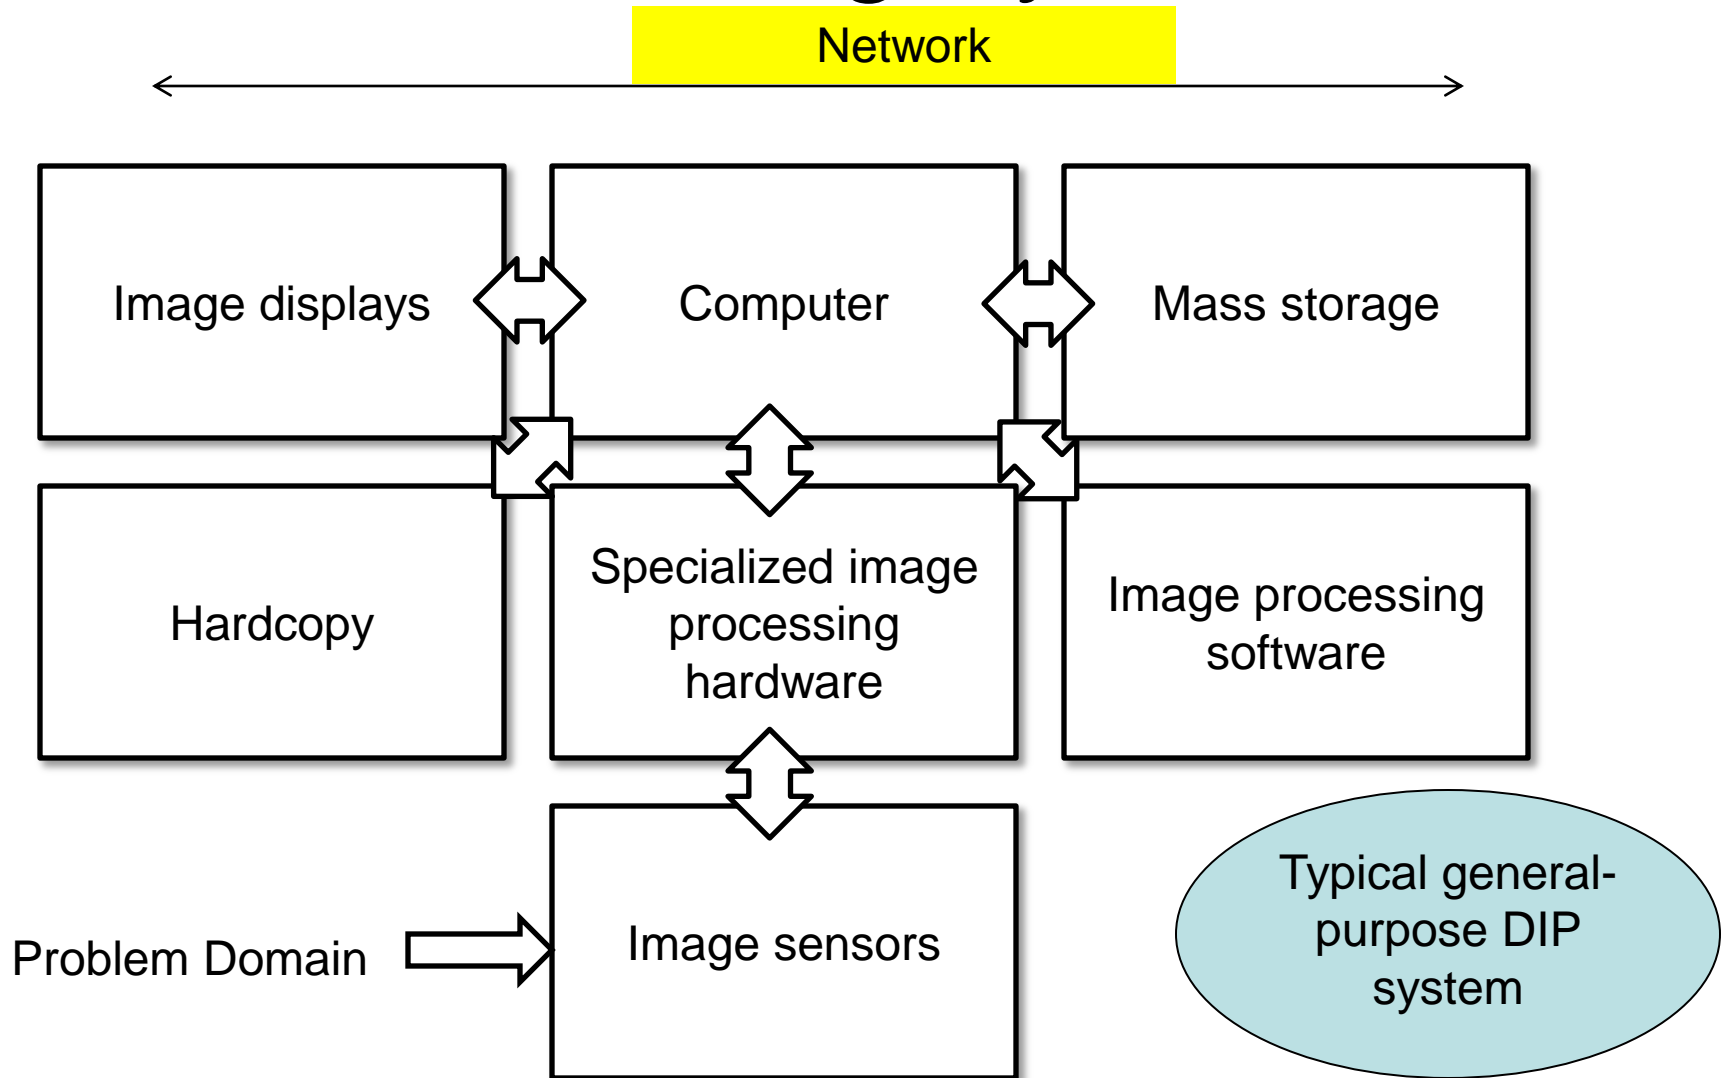 Network
Image displays
Computer
Mass storage
Hardcopy
Specialized image
processing
hardware
Image processing
software
Problem Domain
Image sensors
Typical general-
purpose DIP
system